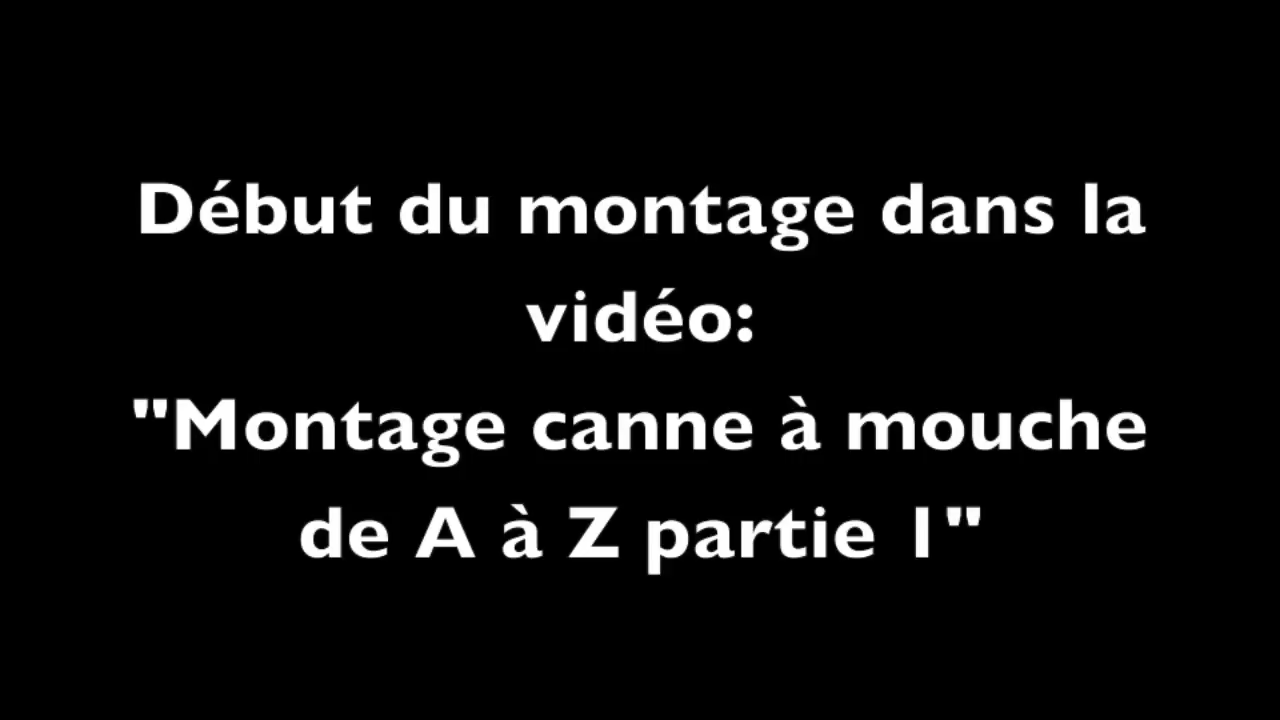 Début du montage dans la
vidéo:
"Montage canne à mouche
de A à Z partie 1"